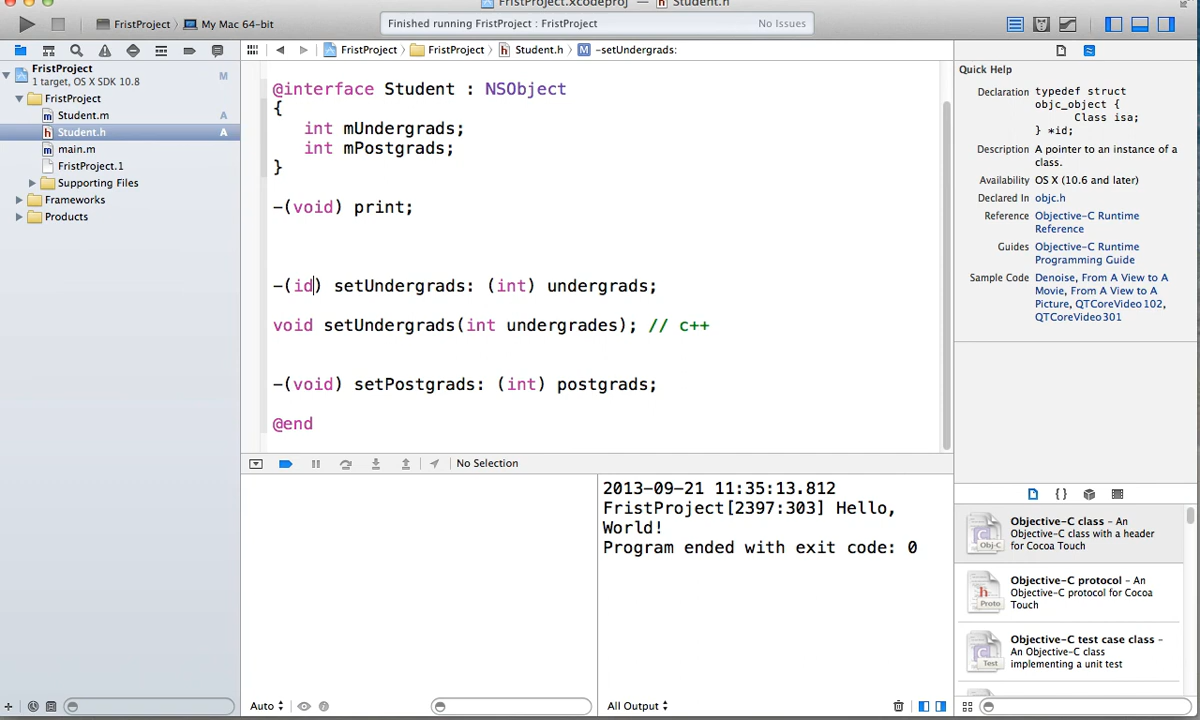 FristProject.xcodeproj — Student.h
FristProject My Mac 64-bit
Finished running FristProject : FristProject No Issues
FristProject FristProject Student.h M -setUndergrads:
FristProject M
1 target, OS X SDK 10.8
FristProject
m Student.m A
h Student.h A
m main.m
FristProject.1
Supporting Files
Frameworks
Products
@interface Student : NSObject
{
int mUndergrads;
int mPostgrads;
}
-(void) print;
-(id) setUndergrads: (int) undergrads;
void setUndergrads(int undergrades); // c++
-(void) setPostgrads: (int) postgrads;
@end
Quick Help
Declaration typedef struct
objc_object {
Class isa;
} *id;
Description A pointer to an instance of a
class.
Availability OS X (10.6 and later)
Declared In objc.h
Reference Objective-C Runtime
Reference
Guides Objective-C Runtime
Programming Guide
Sample Code Denoise, From A View to A
Movie, From A View to A
Picture, QTCoreVideo102,
QTCoreVideo301
No Selection
2013-09-21 11:35:13.812
FristProject[2397:303] Hello,
World!
Program ended with exit code: 0
{}
Obj-C
Objective-C class - An
Objective-C class with a header
for Cocoa Touch
h
Proto
Objective-C protocol - An
Objective-C protocol for Cocoa
Touch
Test
Objective-C test case class -
An Objective-C class
implementing a unit test
Auto
All Output